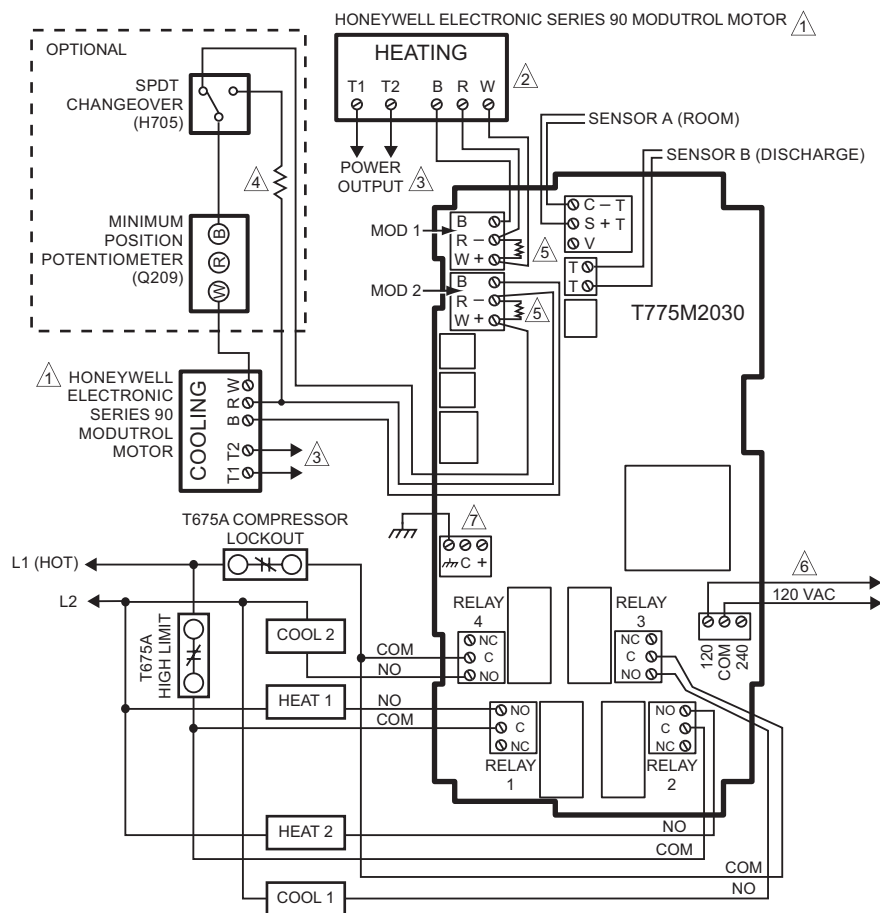 HONEYWELL ELECTRONIC SERIES 90 MODUTROL MOTOR 1
OPTIONAL
SPDT
CHANGEOVER
(H705)
4
MINIMUM
POSITION
POTENTIOMETER
(Q209)
B
R
W
HEATING
2
T1 T2 B R W
POWER
OUTPUT 3
SENSOR A (ROOM)
SENSOR B (DISCHARGE)
MOD 1
B
R –
W +
5
MOD 2
B
R –
W +
5
C – T
S + T
V
T
T
T775M2030
1 HONEYWELL
ELECTRONIC
SERIES 90
MODUTROL
MOTOR
COOLING
W
R
B
T2
T1
3
T675A COMPRESSOR
LOCKOUT
7
C +
L1 (HOT)
L2
T675A
HIGH LIMIT
6
120 VAC
120
COM
240
COOL 2
COM
NO
RELAY
4
NC
C
NO
RELAY
3
NC
C
NO
HEAT 1
NO
COM
NO
C
NC
RELAY
1
NO
C
NC
RELAY
2
HEAT 2
NO
COM
COM
COOL 1
NO